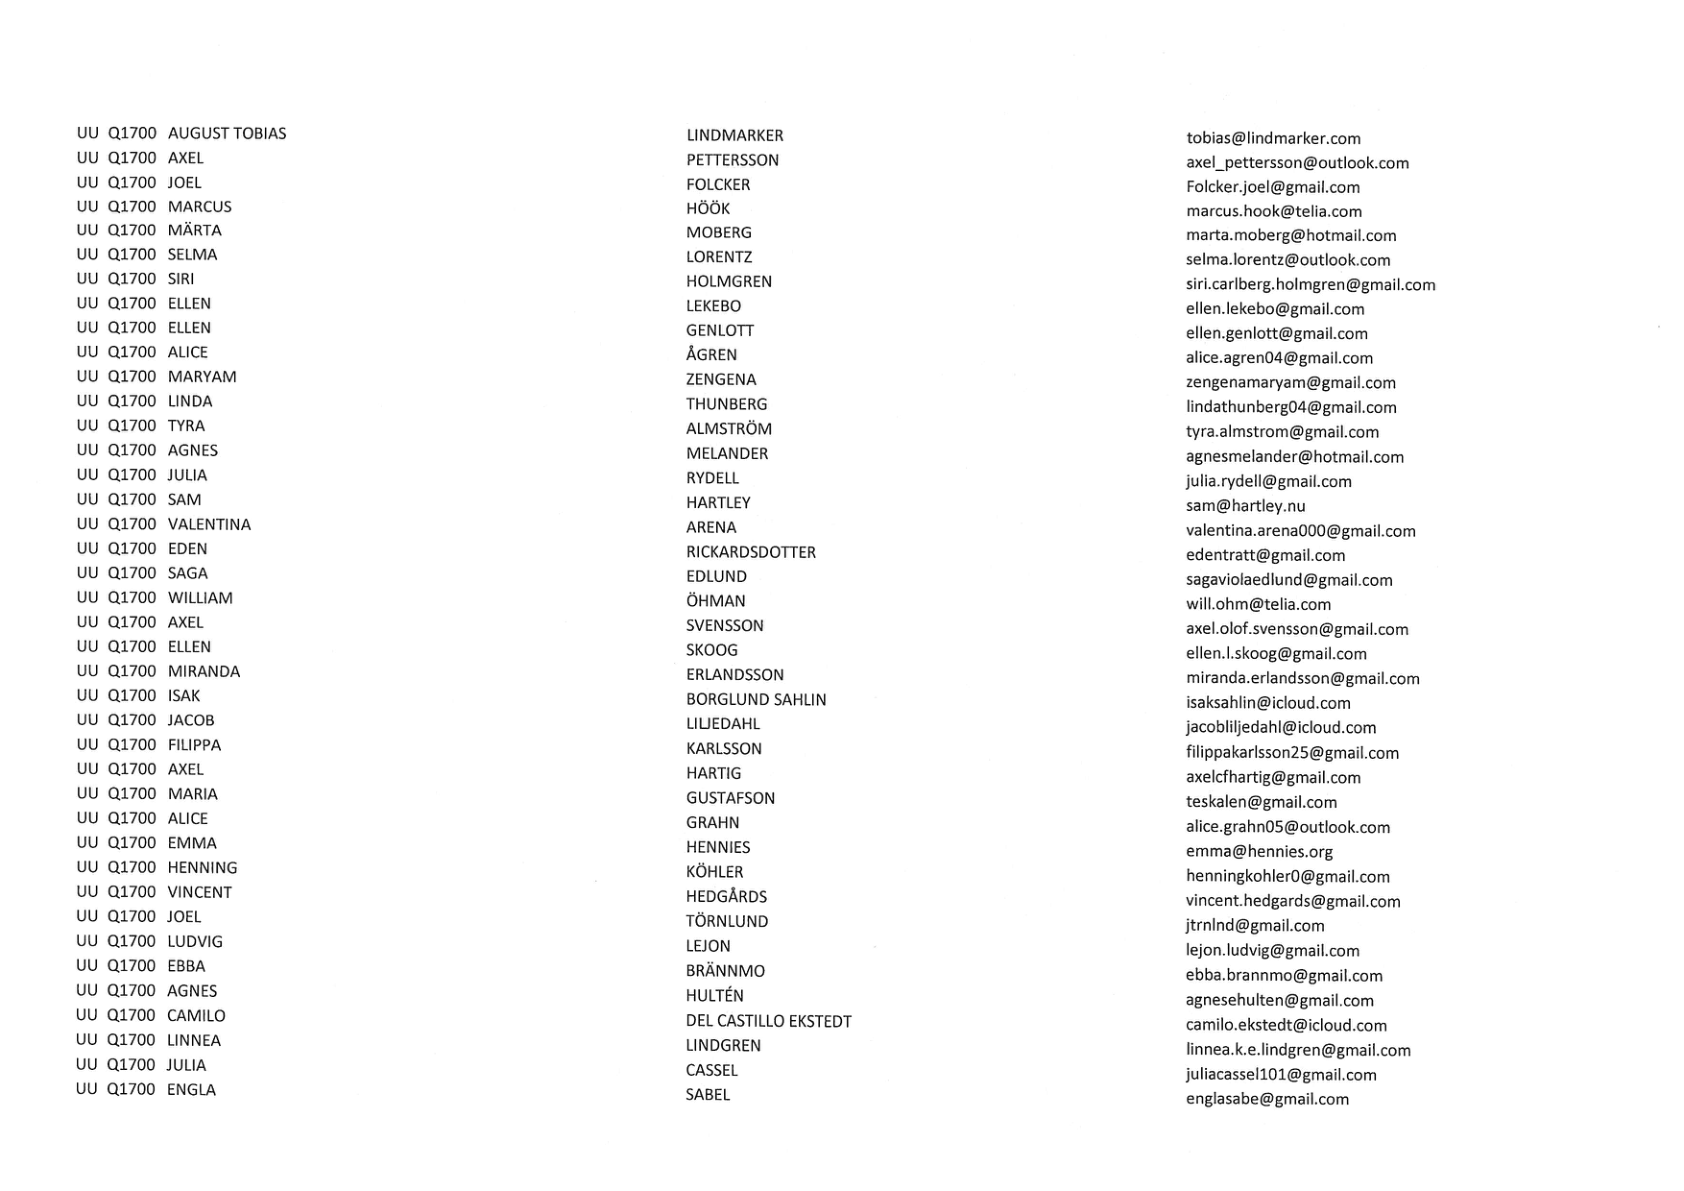 UU Q1700 AUGUST TOBIAS LINDMARKER tobias@lindmarker.com
UU Q1700 AXEL PETTERSSON axel_pettersson@outlook.com
UU Q1700 JOEL FOLCKER Folcker.joel@gmail.com
UU Q1700 MARCUS HÖÖK marcus.hook@telia.com
UU Q1700 MÄRTA MOBERG marta.moberg@hotmail.com
UU Q1700 SELMA LORENTZ selma.lorentz@outlook.com
UU Q1700 SIRI HOLMGREN siri.carlberg.holmgren@gmail.com
UU Q1700 ELLEN LEKEBO ellen.lekebo@gmail.com
UU Q1700 ELLEN GENLOTT ellen.genlott@gmail.com
UU Q1700 ALICE ÅGREN alice.agren04@gmail.com
UU Q1700 MARYAM ZENGENA zengenamaryam@gmail.com
UU Q1700 LINDA THUNBERG lindathunberg04@gmail.com
UU Q1700 TYRA ALMSTRÖM tyra.almstrom@gmail.com
UU Q1700 AGNES MELANDER agnesmelander@hotmail.com
UU Q1700 JULIA RYDELL julia.rydell@gmail.com
UU Q1700 SAM HARTLEY sam@hartley.nu
UU Q1700 VALENTINA ARENA valentina.arena000@gmail.com
UU Q1700 EDEN RICKARDSDOTTER edentratt@gmail.com
UU Q1700 SAGA EDLUND sagaviolaedlund@gmail.com
UU Q1700 WILLIAM ÖHMAN will.ohm@telia.com
UU Q1700 AXEL SVENSSON axel.olof.svensson@gmail.com
UU Q1700 ELLEN SKOOG ellen.l.skoog@gmail.com
UU Q1700 MIRANDA ERLANDSSON miranda.erlandsson@gmail.com
UU Q1700 ISAK BORGLUND SAHLIN isaksahlin@icloud.com
UU Q1700 JACOB LILJEDAHL jacobliljedahl@icloud.com
UU Q1700 FILIPPA KARLSSON filippakarlsson25@gmail.com
UU Q1700 AXEL HARTIG axelcfhartig@gmail.com
UU Q1700 MARIA GUSTAFSON teskalen@gmail.com
UU Q1700 ALICE GRAHN alice.grahn05@outlook.com
UU Q1700 EMMA HENNIES emma@hennies.org
UU Q1700 HENNING KÖHLER henningkohler0@gmail.com
UU Q1700 VINCENT HEDGÅRDS vincent.hedgards@gmail.com
UU Q1700 JOEL TÖRNLUND jtrnlnd@gmail.com
UU Q1700 LUDVIG LEJON lejon.ludvig@gmail.com
UU Q1700 EBBA BRÄNNMO ebba.brannmo@gmail.com
UU Q1700 AGNES HULTÉN agnesehulten@gmail.com
UU Q1700 CAMILO DEL CASTILLO EKSTEDT camilo.ekstedt@icloud.com
UU Q1700 LINNEA LINDGREN linnea.k.e.lindgren@gmail.com
UU Q1700 JULIA CASSEL juliacassel101@gmail.com
UU Q1700 ENGLA SABEL englasabe@gmail.com